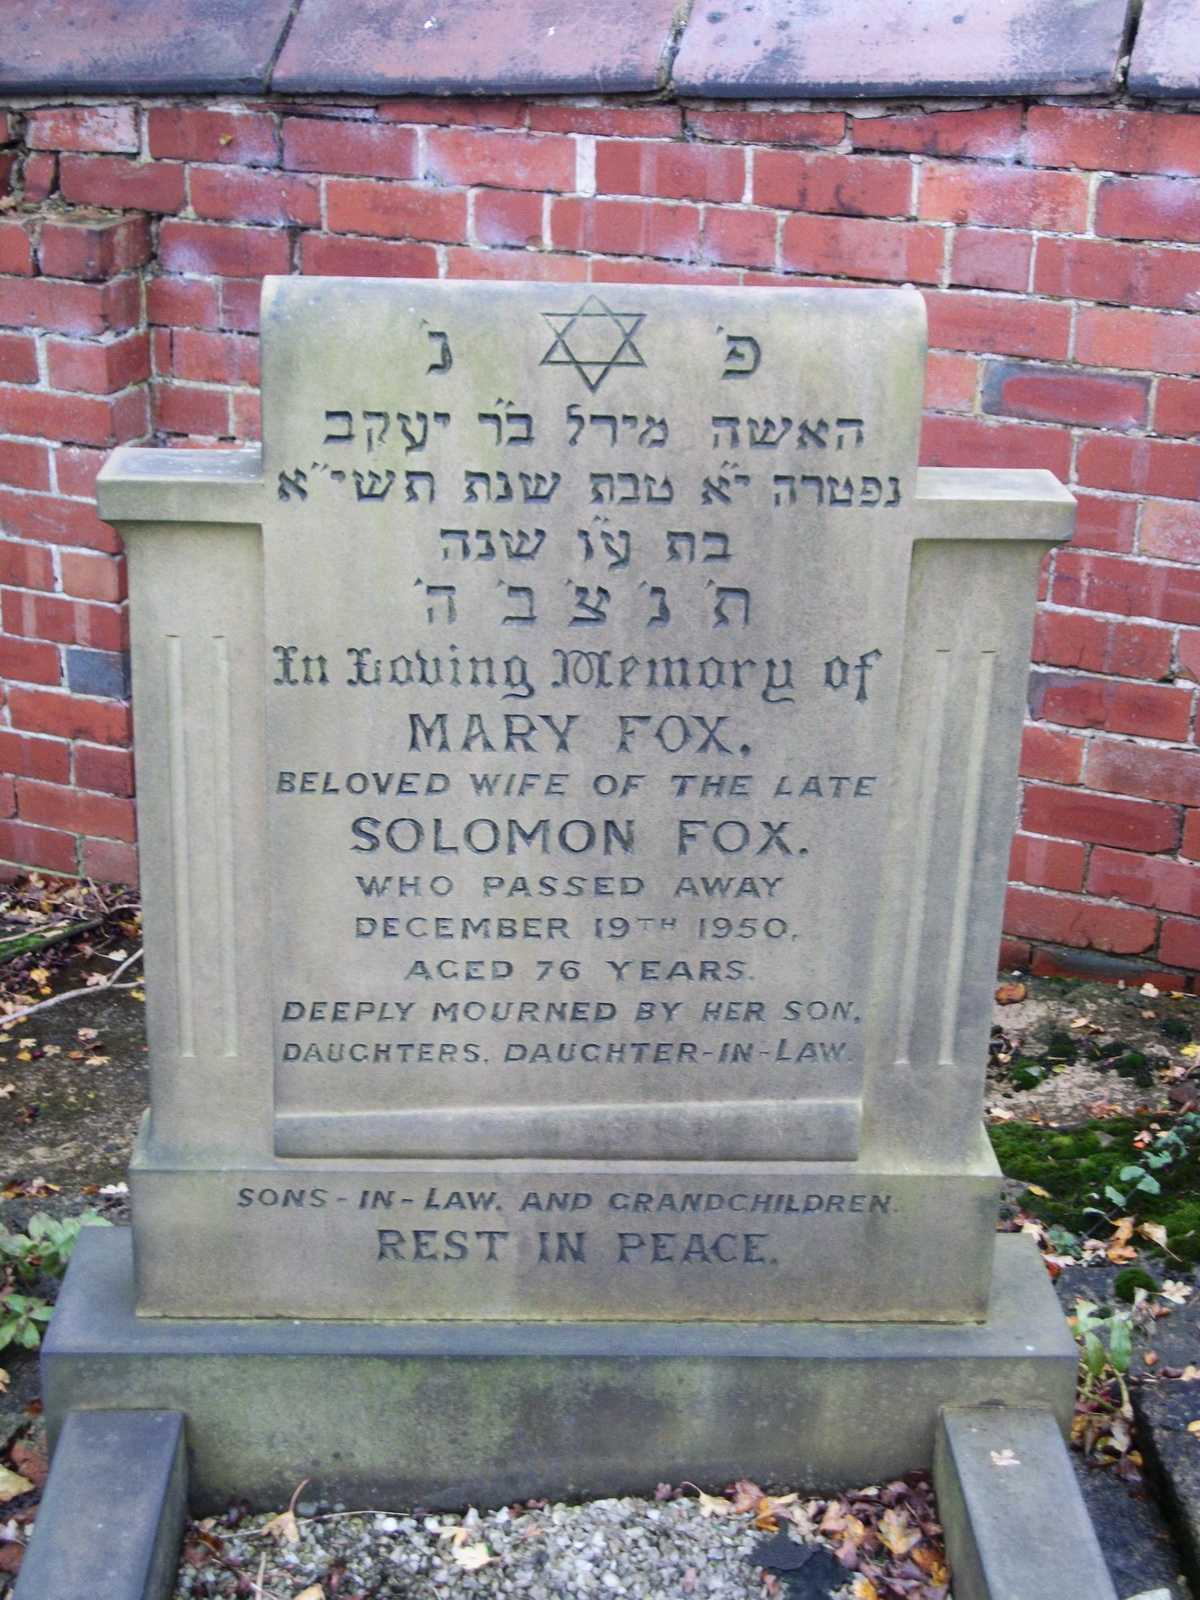 פ׳ נ׳
האשה מירל ב״ר יעקב
נפטרה י״א טבת שנת תשי״א
בת ע״ו שנה
ת׳ נ׳ צ׳ ב׳ ה׳
In Loving Memory of
MARY FOX.
BELOVED WIFE OF THE LATE
SOLOMON FOX.
WHO PASSED AWAY
DECEMBER 19TH 1950,
AGED 76 YEARS.
DEEPLY MOURNED BY HER SON,
DAUGHTERS, DAUGHTER-IN-LAW.
SONS-IN-LAW. AND GRANDCHILDREN.
REST IN PEACE.